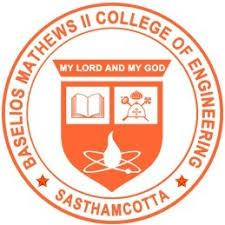 BASELIOS MATHEWS II COLLEGE OF ENGINEERING
MY LORD AND MY GOD
SASTHAMCOTTA